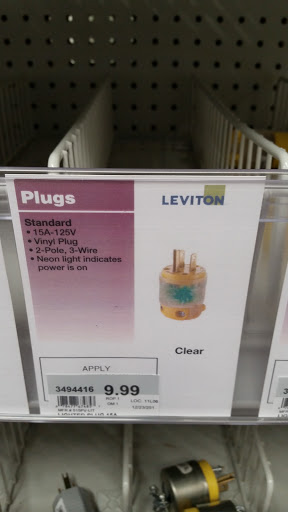 Plugs
LEVITON
Standard
• 15A-125V
• Vinyl Plug
• 2-Pole, 3-Wire
• Neon light indicates
power is on
Clear
APPLY
3494416 9.99